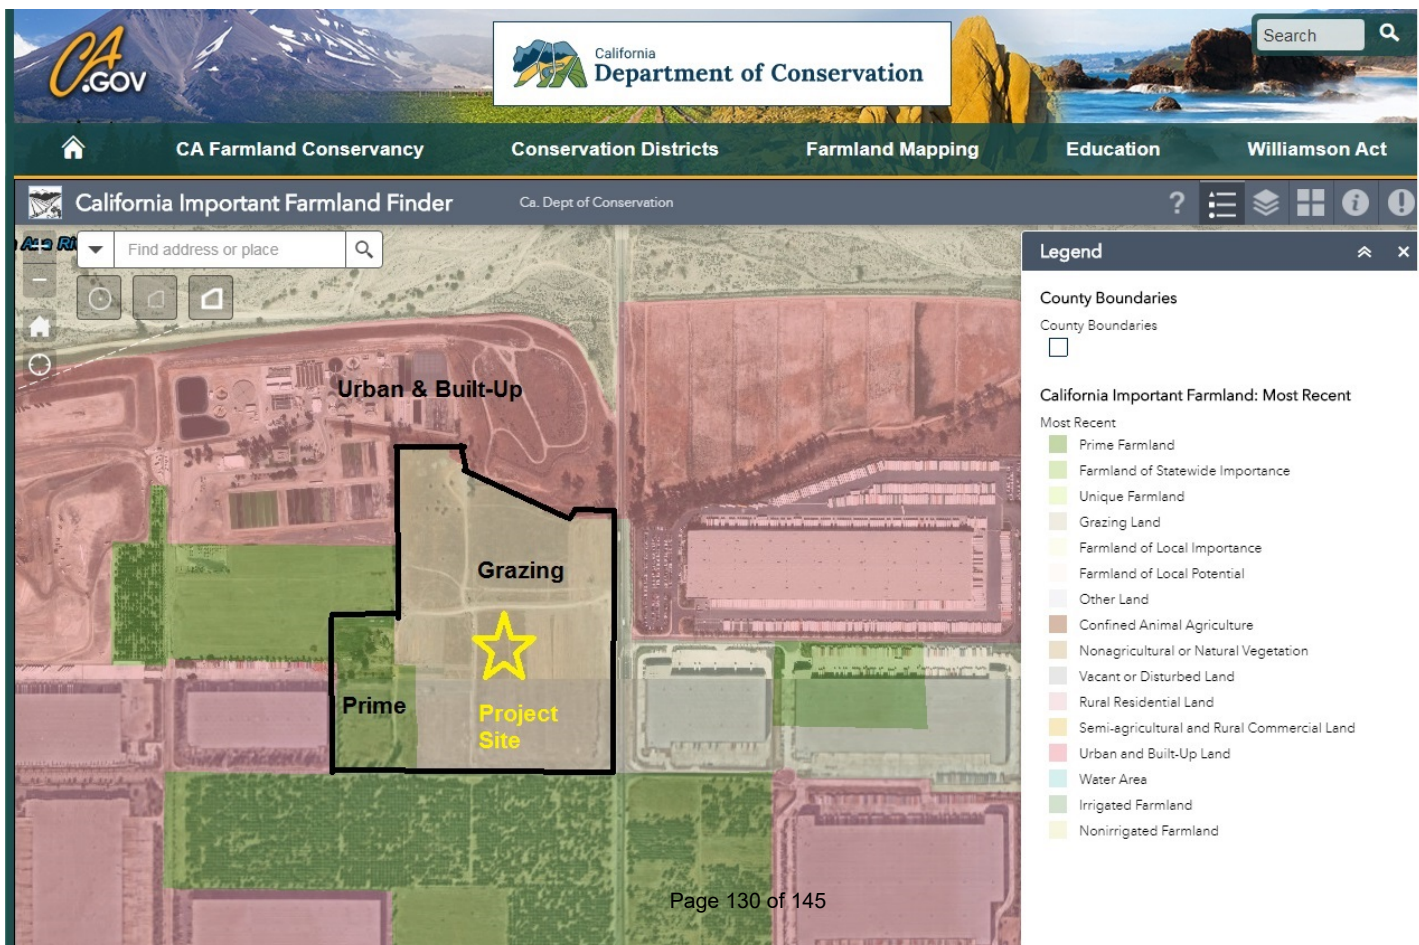 CA
.GOV
California
Department of Conservation
Search
CA Farmland Conservancy
Conservation Districts
Farmland Mapping
Education
Williamson Act
California Important Farmland Finder
Ca. Dept of Conservation
?
Find address or place
Legend
County Boundaries
County Boundaries
California Important Farmland: Most Recent
Most Recent
Prime Farmland
Farmland of Statewide Importance
Unique Farmland
Grazing Land
Farmland of Local Importance
Farmland of Local Potential
Other Land
Confined Animal Agriculture
Nonagricultural or Natural Vegetation
Vacant or Disturbed Land
Rural Residential Land
Semi-agricultural and Rural Commercial Land
Urban and Built-Up Land
Water Area
Irrigated Farmland
Nonirrigated Farmland
Urban & Built-Up
Grazing
Prime
Project
Site
Page 130 of 145